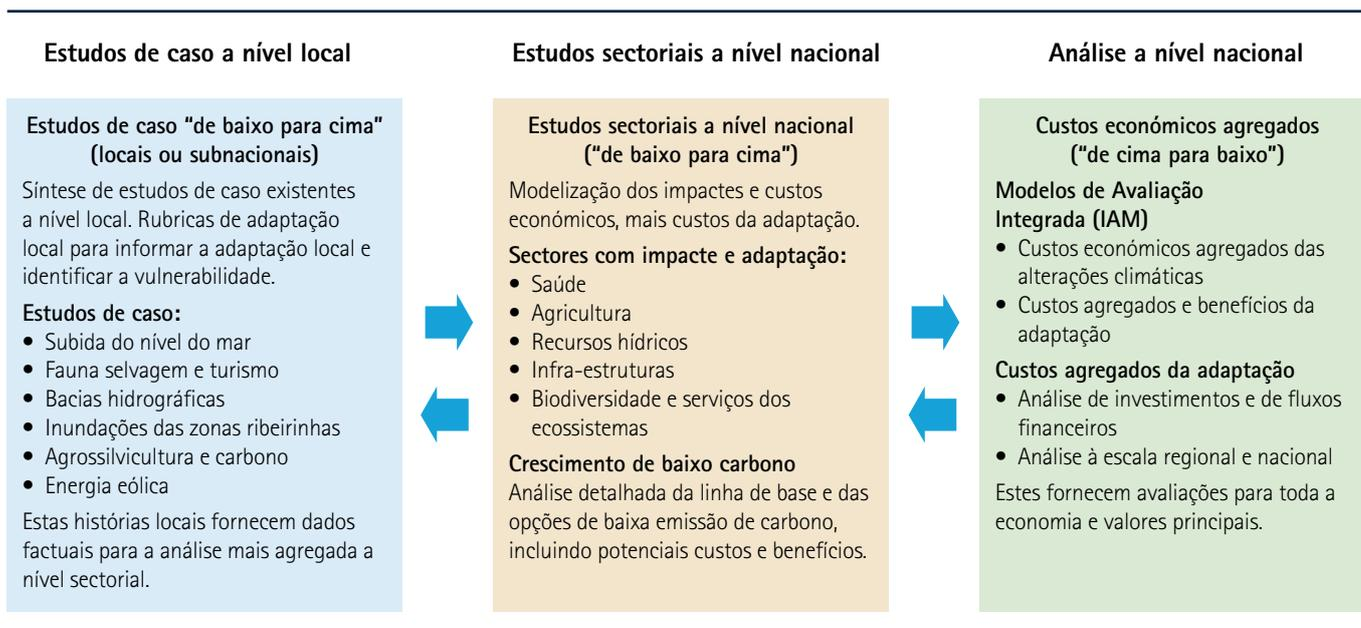 Estudos de caso a nível local
Estudos sectoriais a nível nacional
Análise a nível nacional
Estudos de caso "de baixo para cima"
(locais ou subnacionais)
Síntese de estudos de caso existentes
a nível local. Rubricas de adaptação
local para informar a adaptação local e
identificar a vulnerabilidade.
Estudos de caso:
• Subida do nível do mar
• Fauna selvagem e turismo
• Bacias hidrográficas
• Inundações das zonas ribeirinhas
• Agrossilvicultura e carbono
• Energia eólica
Estas histórias locais fornecem dados
factuais para a análise mais agregada a
nível sectorial.
Estudos sectoriais a nível nacional
("de baixo para cima")
Modelização dos impactes e custos
económicos, mais custos da adaptação.
Sectores com impacte e adaptação:
• Saúde
• Agricultura
• Recursos hídricos
• Infra-estruturas
• Biodiversidade e serviços dos
ecossistemas
Crescimento de baixo carbono
Análise detalhada da linha de base e das
opções de baixa emissão de carbono,
incluindo potenciais custos e benefícios.
Custos económicos agregados
("de cima para baixo")
Modelos de Avaliação
Integrada (IAM)
• Custos económicos agregados das
alterações climáticas
• Custos agregados e benefícios da
adaptação
Custos agregados da adaptação
• Análise de investimentos e de fluxos
financeiros
• Análise à escala regional e nacional
Estes fornecem avaliações para toda a
economia e valores principais.